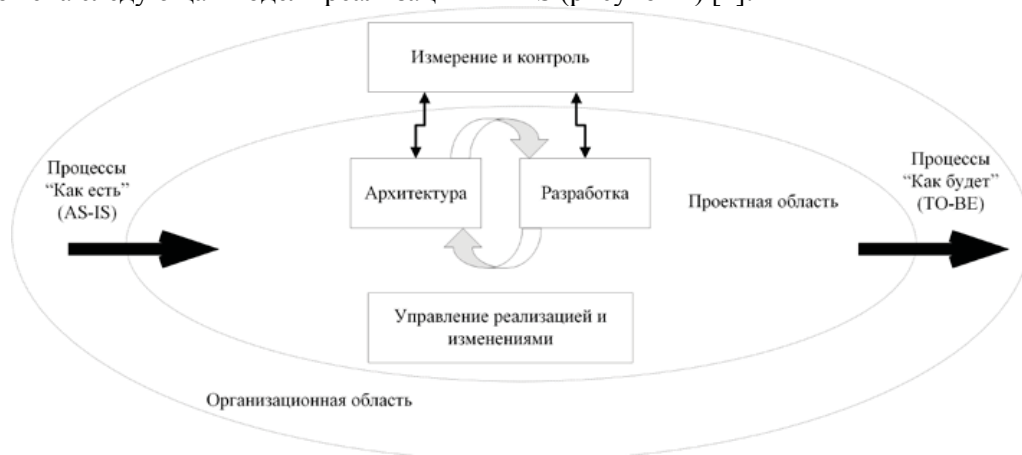 Измерение и контроль
Процессы
“Как есть”
(AS-IS)
Архитектура
Разработка
Проектная область
Процессы
“Как будет”
(TO-BE)
Управление реализацией и
изменениями
Организационная область